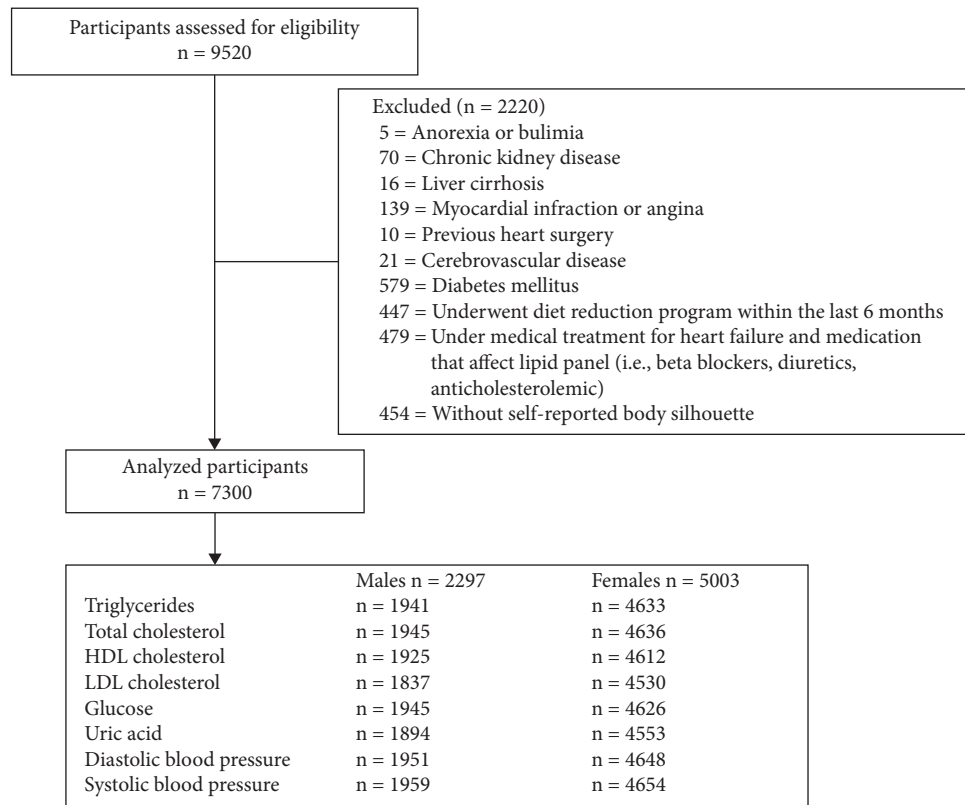 Participants assessed for eligibility
n = 9520
Excluded (n = 2220)
5 = Anorexia or bulimia
70 = Chronic kidney disease
16 = Liver cirrhosis
139 = Myocardial infraction or angina
10 = Previous heart surgery
21 = Cerebrovascular disease
579 = Diabetes mellitus
447 = Underwent diet reduction program within the last 6 months
479 = Under medical treatment for heart failure and medication
that affect lipid panel (i.e., beta blockers, diuretics,
anticholesterolemic)
454 = Without self-reported body silhouette
Analyzed participants
n = 7300
Males n = 2297 Females n = 5003
Triglycerides n = 1941 n = 4633
Total cholesterol n = 1945 n = 4636
HDL cholesterol n = 1925 n = 4612
LDL cholesterol n = 1837 n = 4530
Glucose n = 1945 n = 4626
Uric acid n = 1894 n = 4553
Diastolic blood pressure n = 1951 n = 4648
Systolic blood pressure n = 1959 n = 4654